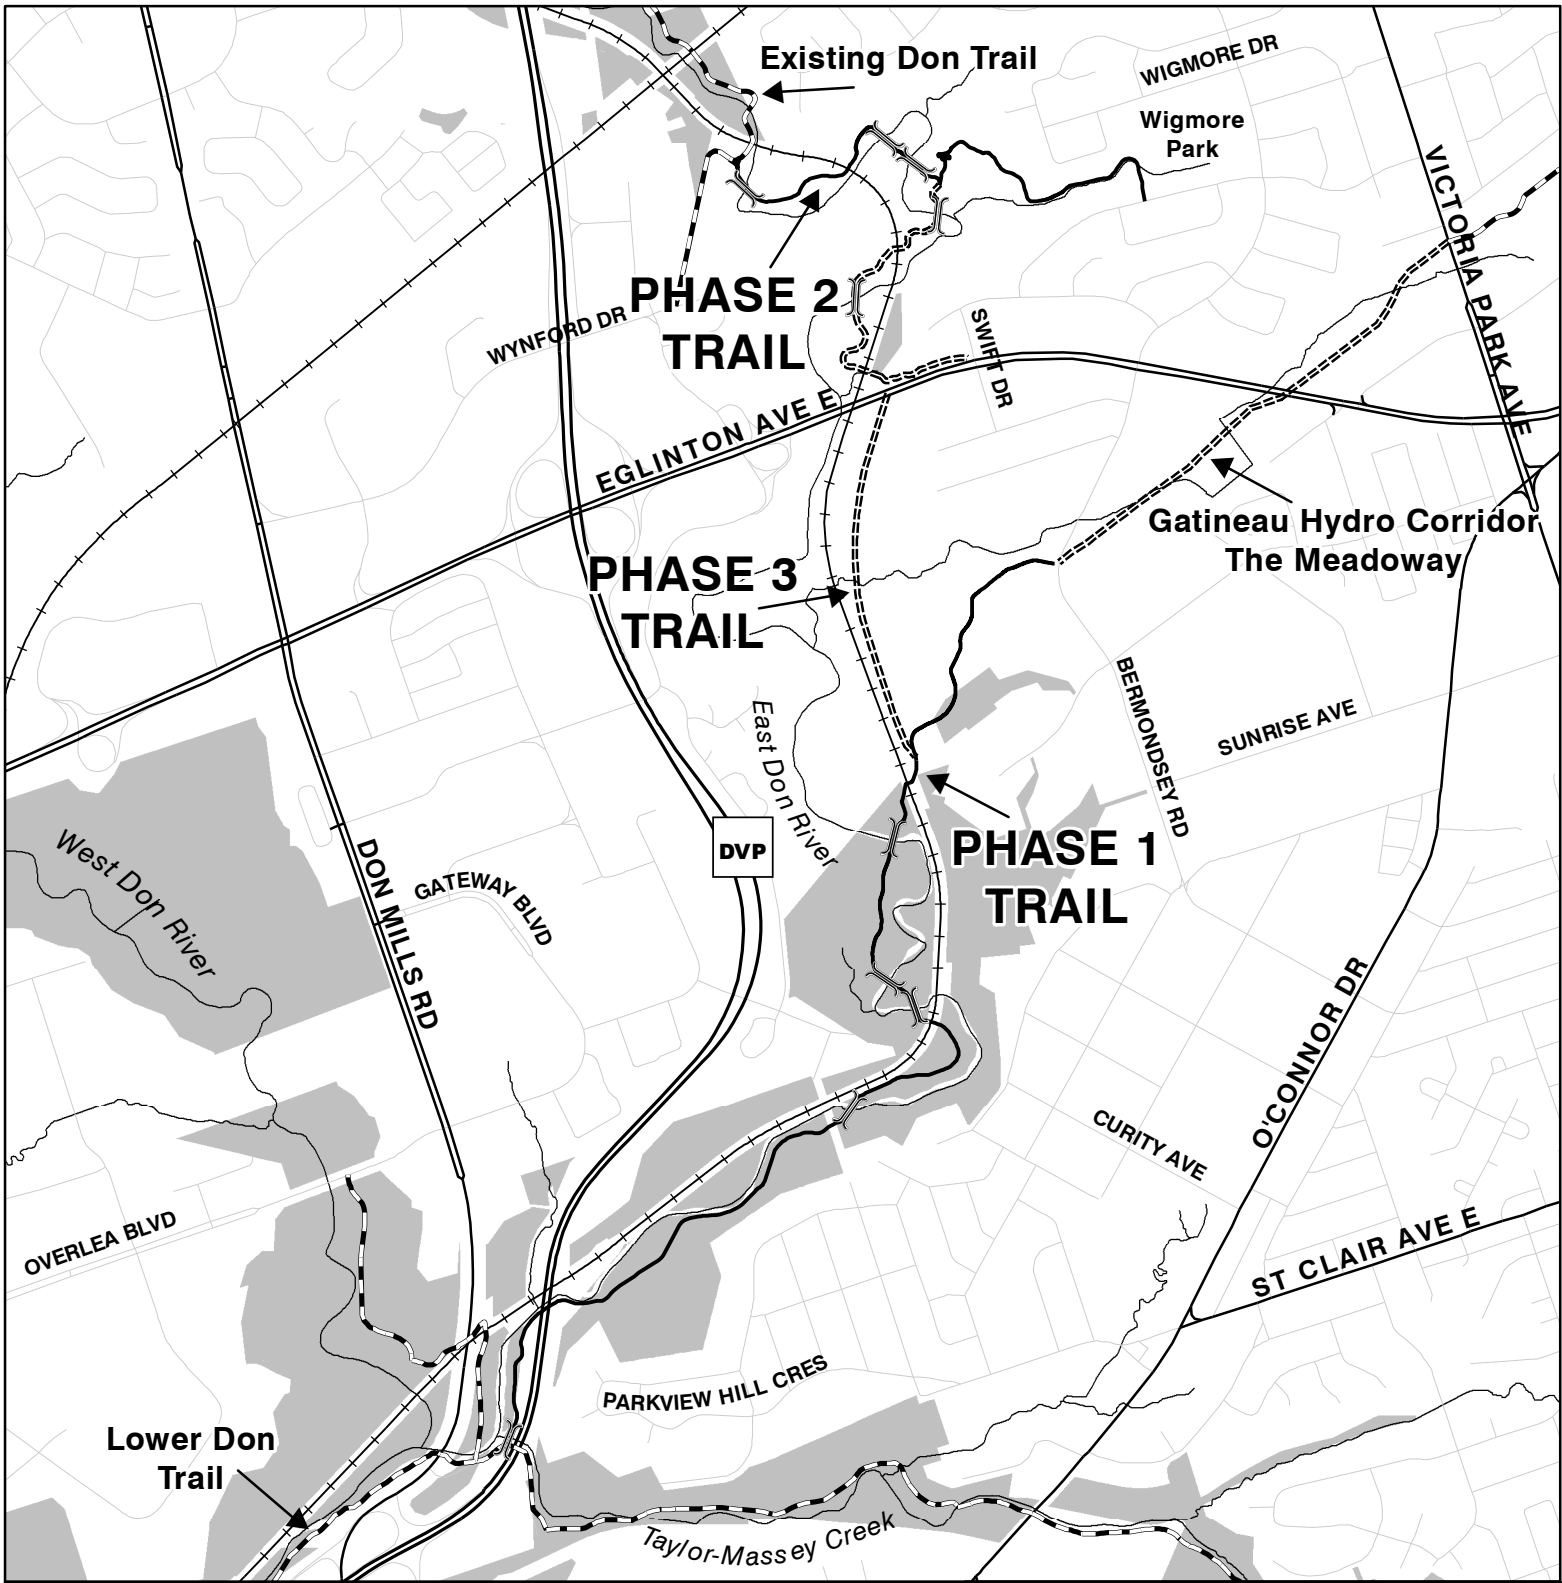 Existing Don Trail
WIGMORE DR
Wigmore
Park
VICTORIA PARK AVE
PHASE 2
TRAIL
WYNFORD DR
SWIFT DR
EGLINTON AVE E
Gatineau Hydro Corridor
The Meadoway
PHASE 3
TRAIL
BERMONDSEY RD
SUNRISE AVE
East Don River
West Don River
DON MILLS RD
GATEWAY BLVD
DVP
PHASE 1
TRAIL
O'CONNOR DR
CURITY AVE
OVERLEA BLVD
ST CLAIR AVE E
PARKVIEW HILL CRES
Lower Don
Trail
Taylor-Massey Creek